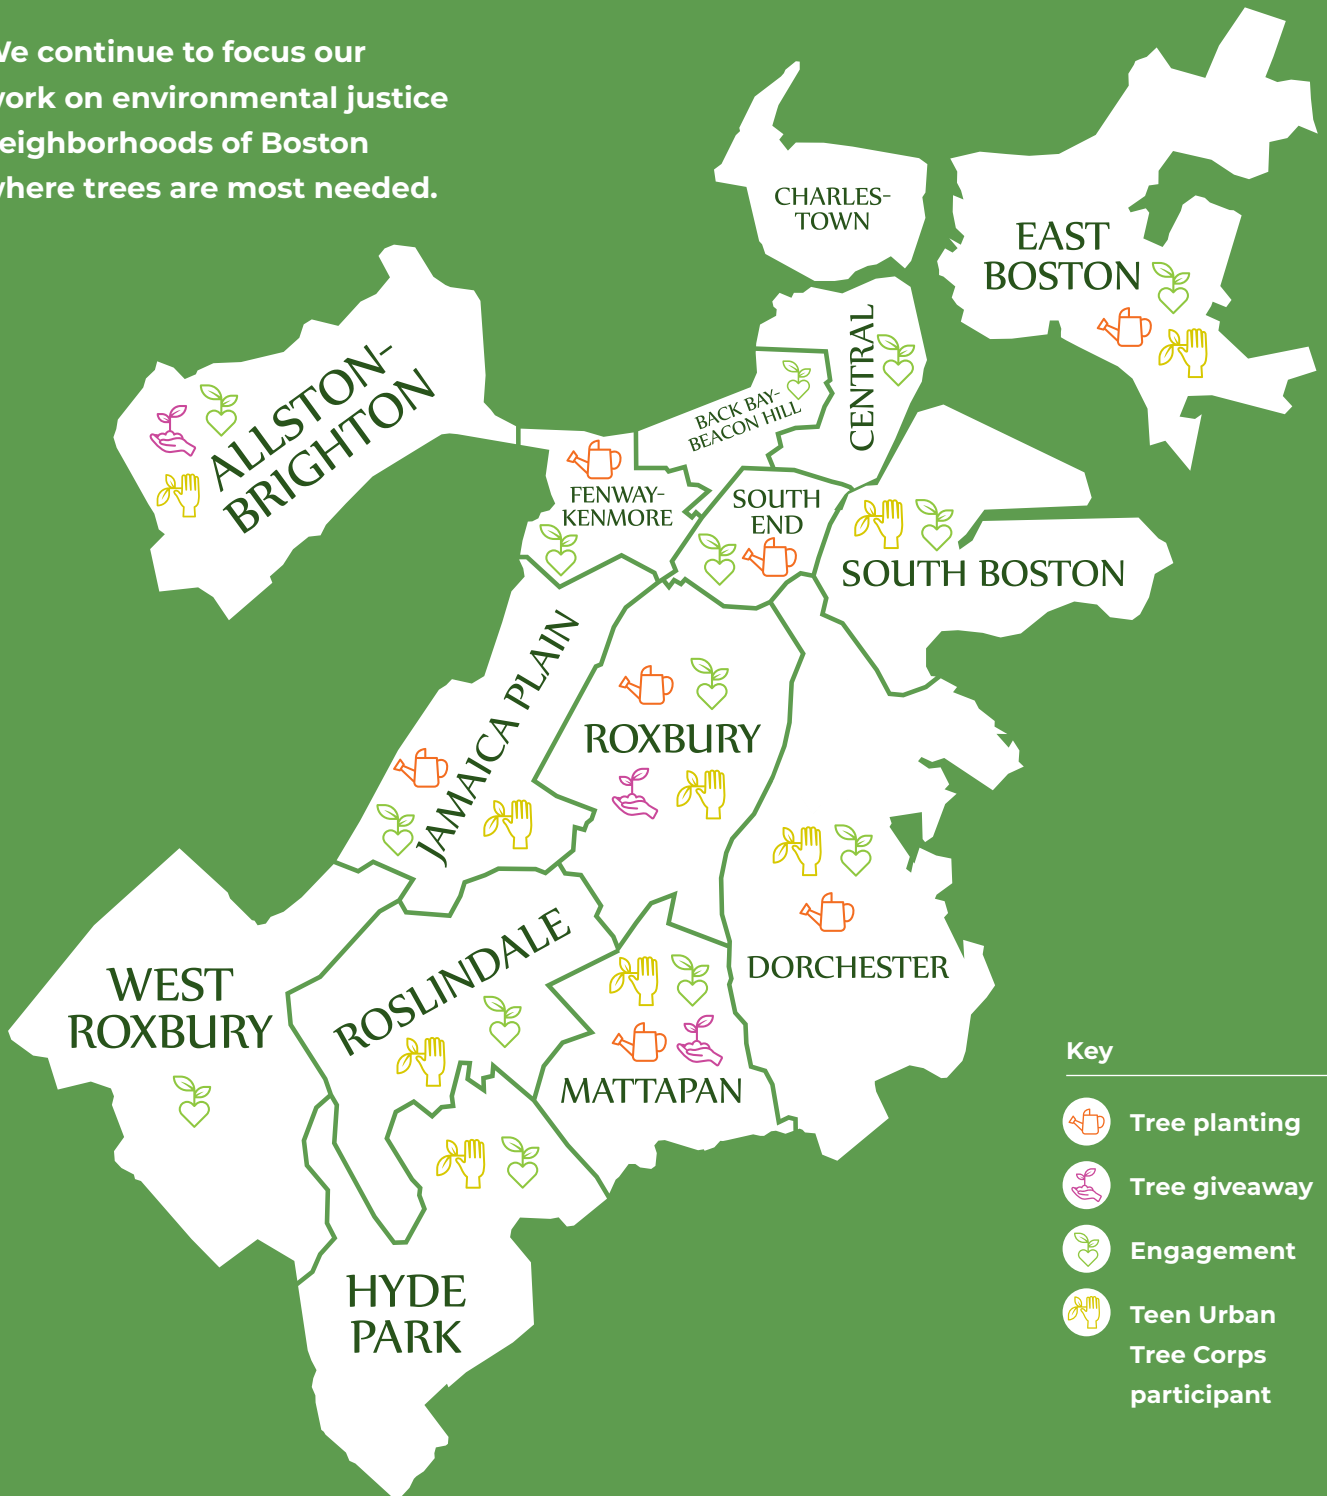 We continue to focus our
work on environmental justice
eighborhoods of Boston
where trees are most needed.
CHARLES-
TOWN
EAST
BOSTON
CENTRAL
BACK BAY-
BEACON HILL
ALLSTON-
BRIGHTON
FENWAY-
KENMORE
SOUTH
END
SOUTH BOSTON
JAMAICA PLAIN
ROXBURY
DORCHESTER
ROSLINDALE
WEST
ROXBURY
MATTAPAN
HYDE
PARK
Key
Tree planting
Tree giveaway
Engagement
Teen Urban
Tree Corps
participant